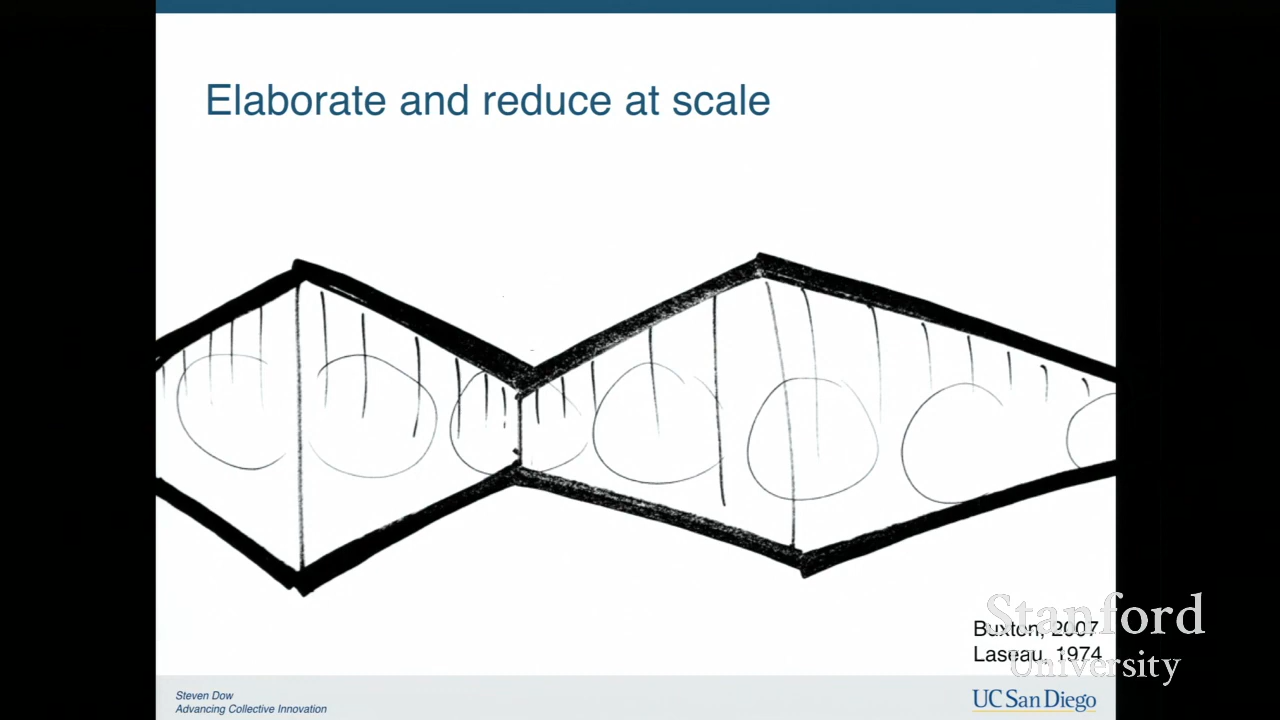 Elaborate and reduce at scale
Buxton, 2007
Laseau, 1974
Stanford
University
Steven Dow
Advancing Collective Innovation
UC San Diego